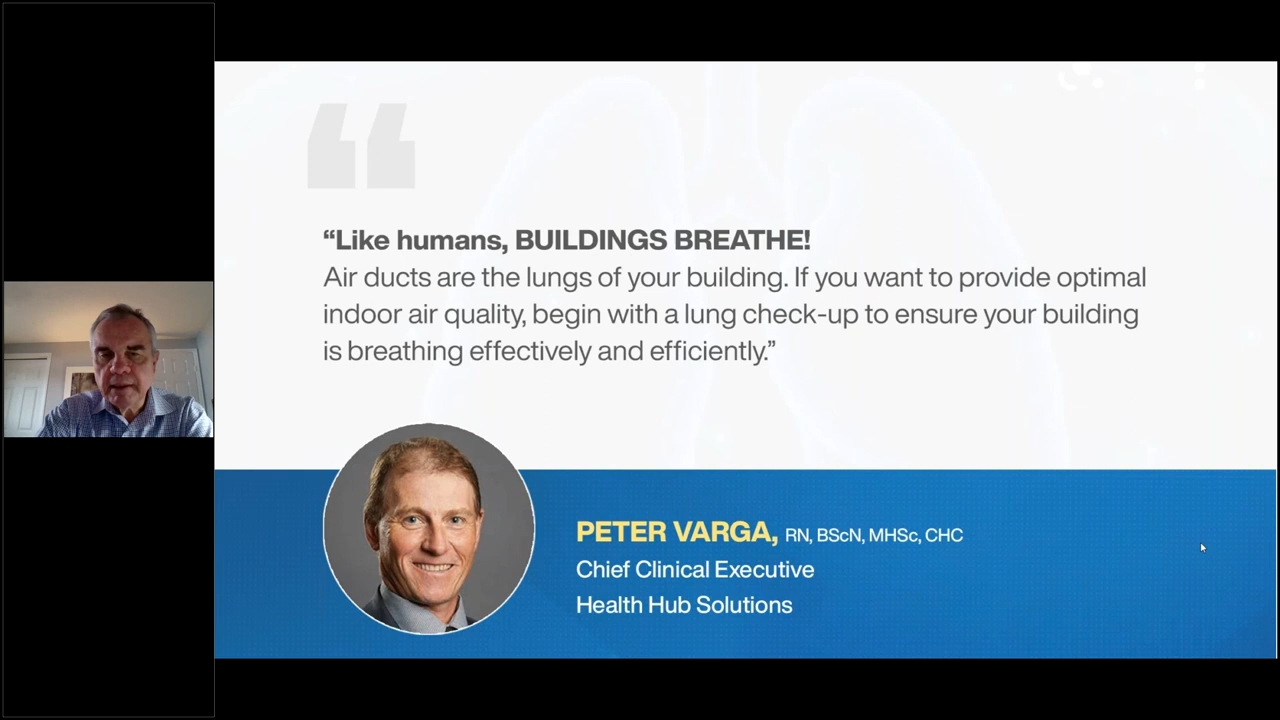 “Like humans, BUILDINGS BREATHE!
Air ducts are the lungs of your building. If you want to provide optimal
indoor air quality, begin with a lung check-up to ensure your building
is breathing effectively and efficiently.”
PETER VARGA, RN, BScN, MHSc, CHC
Chief Clinical Executive
Health Hub Solutions